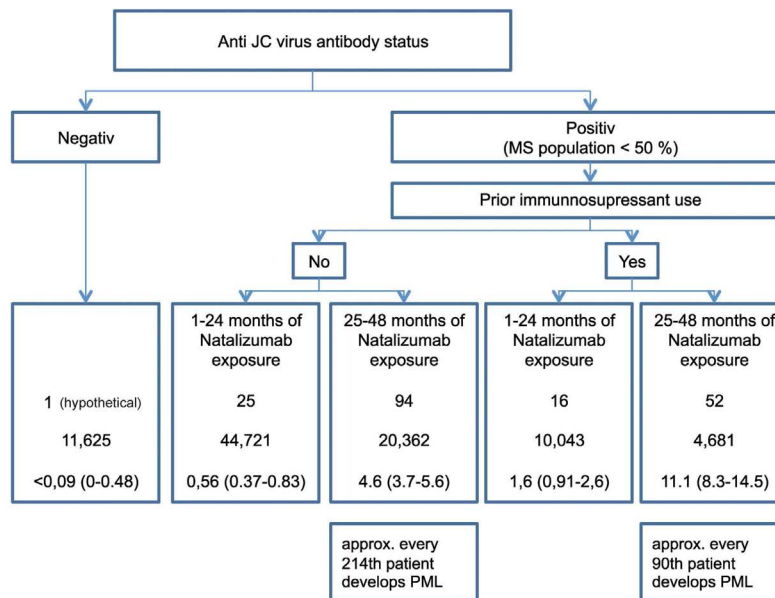 Anti JC virus antibody status
Negativ
Positiv
(MS population < 50 %)
Prior immunnosupressant use
No
Yes
1 (hypothetical)
11,625
<0,09 (0-0.48)
1-24 months of
Natalizumab
exposure
25
44,721
0,56 (0.37-0.83)
25-48 months of
Natalizumab
exposure
94
20,362
4.6 (3.7-5.6)
1-24 months of
Natalizumab
exposure
16
10,043
1,6 (0,91-2,6)
25-48 months of
Natalizumab
exposure
52
4,681
11.1 (8.3-14.5)
approx. every
214th patient
develops PML
approx. every
90th patient
develops PML